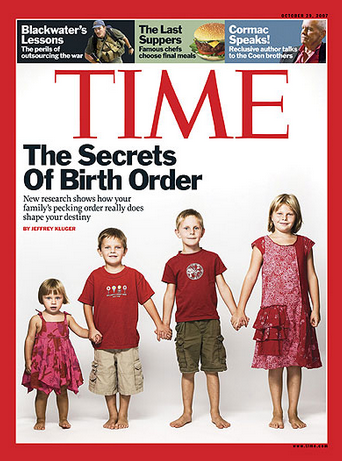 OCTOBER 29, 2007
Blackwater's
Lessons
The perils of
outsourcing the war
The Last
Suppers
Famous chefs
choose final meals
Cormac
Speaks!
Reclusive author talks
to the Coen brothers
TIME
The Secrets
Of Birth Order
New research shows how your
family's pecking order really does
shape your destiny
BY JEFFREY KLUGER
www.time.com